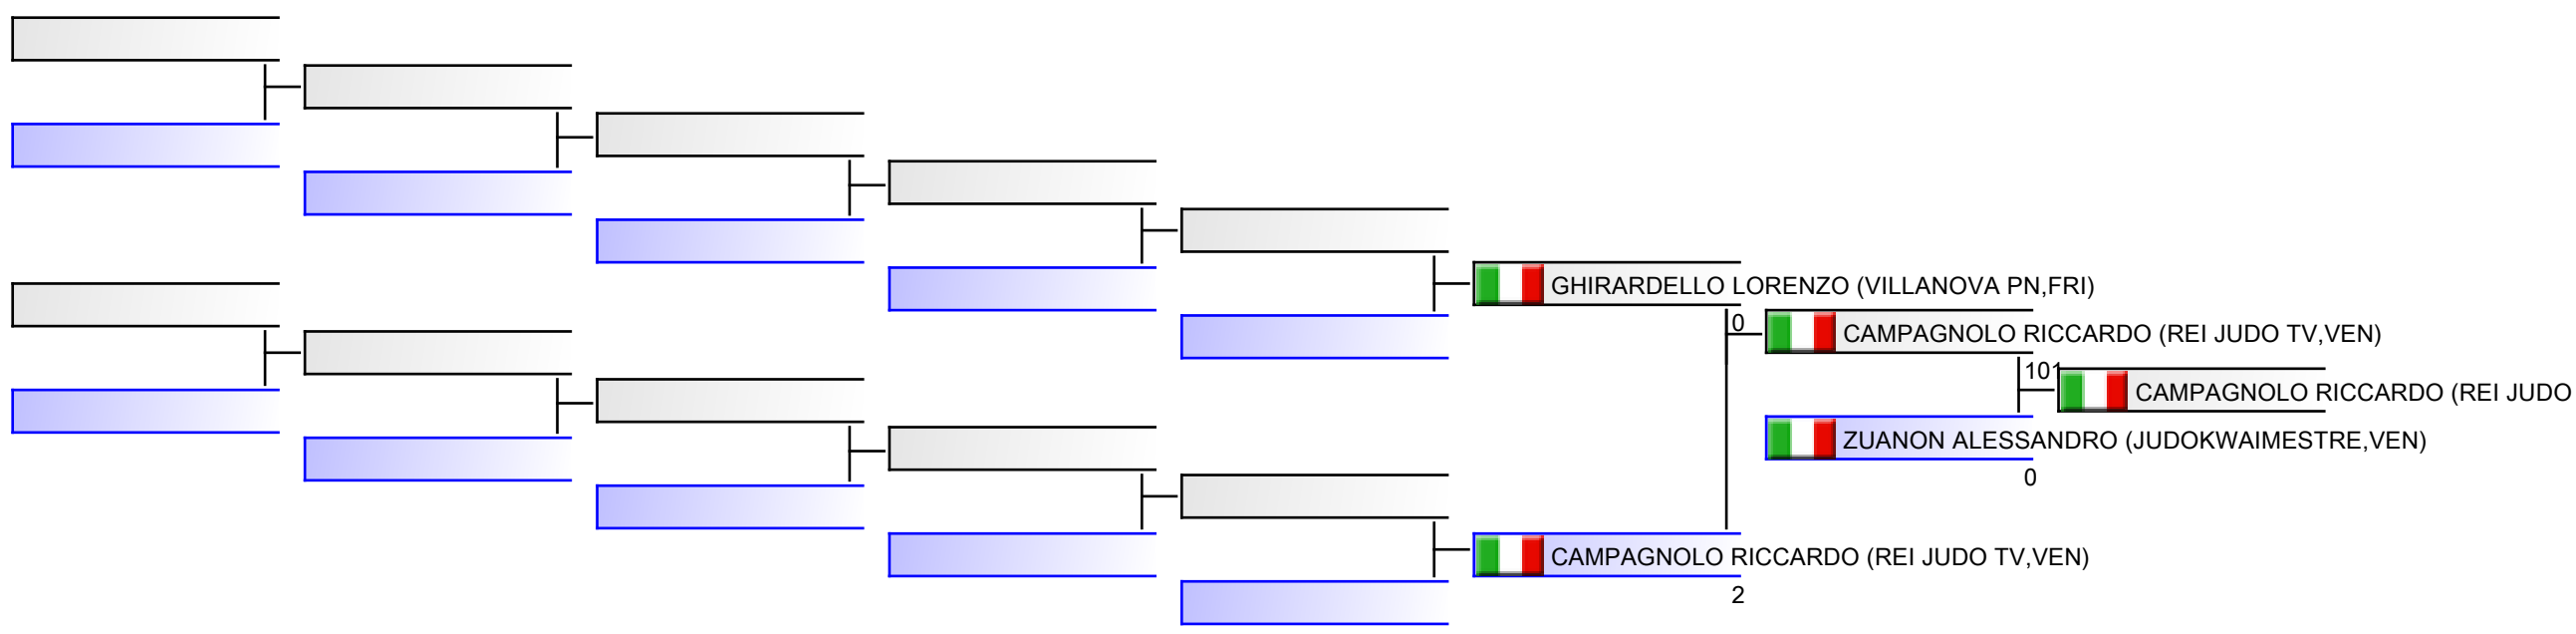 GHIRARDELLO LORENZO (VILLANOVA PN,FRI)
0
CAMPAGNOLO RICCARDO (REI JUDO TV,VEN)
101
CAMPAGNOLO RICCARDO (REI JUDO
ZUANON ALESSANDRO (JUDOKWAIMESTRE,VEN)
0
CAMPAGNOLO RICCARDO (REI JUDO TV,VEN)
2